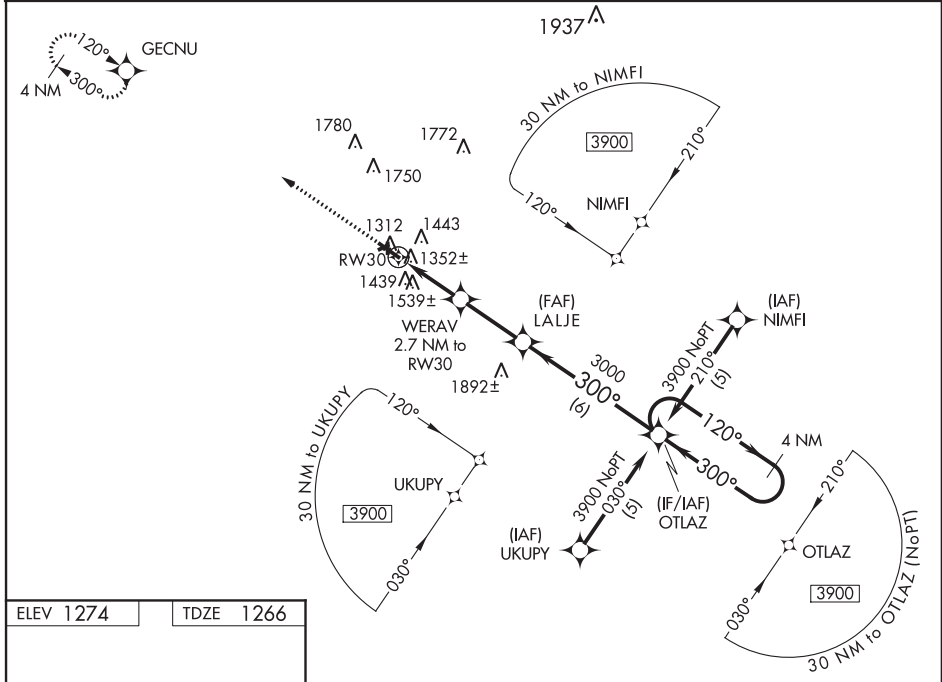 1937
GECNU
120°
300°
4 NM
30 NM to NIMFI
3900
210°
120°
NIMFI
1780
1772
1750
1312
1443
RW30
1352±
1439
1539±
WERAV
2.7 NM to
RW30
(FAF)
LALJE
(IAF)
NIMFI
3900 NoPT
210°
(5)
3000
300°
(6)
1892±
120°
4 NM
300°
30 NM to UKUPY
120°
UKUPY
3900
030°
3900 NoPT
030°
(5)
(IF/IAF)
OTLAZ
(IAF)
UKUPY
210°
OTLAZ
3900
030°
30 NM to OTLAZ (NoPT)
ELEV 1274
TDZE 1266